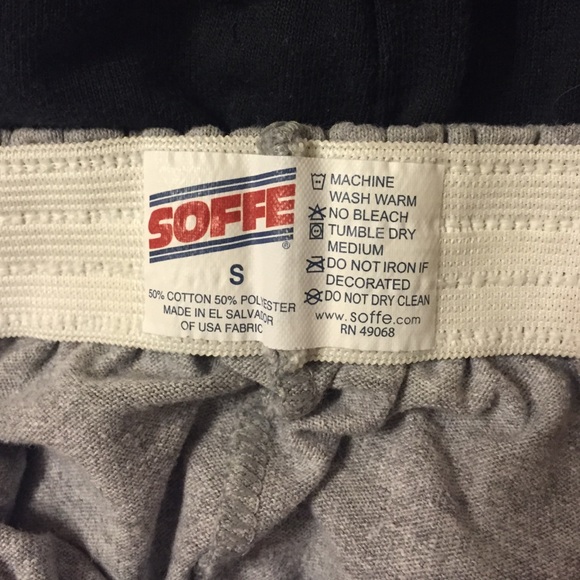 SOFFE
®
S
50% COTTON 50% POLYESTER
MADE IN EL SALVADOR
OF USA FABRIC
MACHINE
WASH WARM
NO BLEACH
TUMBLE DRY
MEDIUM
DO NOT IRON IF
DECORATED
DO NOT DRY CLEAN
www.soffe.com
RN 49068